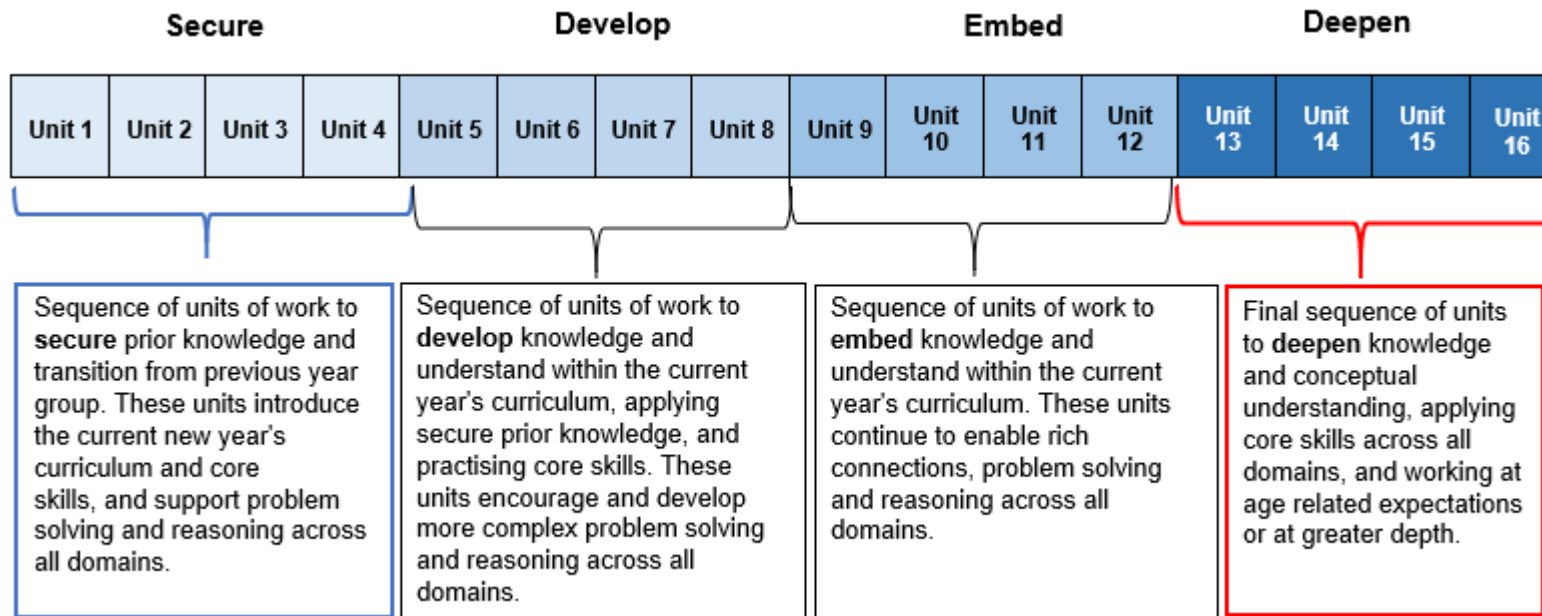 Secure
Develop
Embed
Deepen
Unit 1
Unit 2
Unit 3
Unit 4
Unit 5
Unit 6
Unit 7
Unit 8
Unit 9
Unit
10
Unit
11
Unit
12
Unit
13
Unit
14
Unit
15
Unit
16
Sequence of units of work to
secure prior knowledge and
transition from previous year
group. These units introduce
the current new year's
curriculum and core
skills, and support problem
solving and reasoning across
all domains.
Sequence of units of work to
develop knowledge and
understand within the current
year's curriculum, applying
secure prior knowledge, and
practising core skills. These
units encourage and develop
more complex problem solving
and reasoning across all
domains.
Sequence of units of work to
embed knowledge and
understand within the current
year's curriculum. These units
continue to enable rich
connections, problem solving
and reasoning across all
domains.
Final sequence of units
to deepen knowledge
and conceptual
understanding, applying
core skills across all
domains, and working at
age related expectations
or at greater depth.